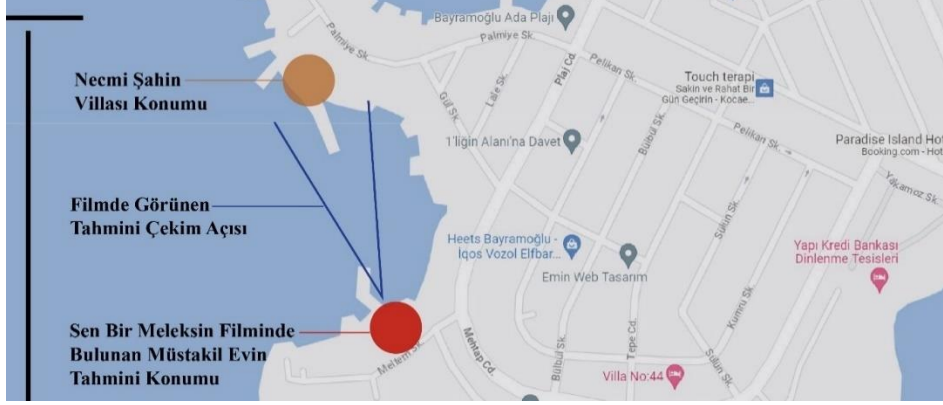 Necmi Şahin
Villası Konumu
Filmde Görünen
Tahmini Çekim Açısı
Sen Bir Meleksin Filminde
Bulunan Müstakil Evin
Tahmini Konumu
Bayramoğlu Ada Plajı
Palmiye Sk.
Palmiye Sk.
Plaj Cd.
Pelikan Sk.
Lale Sk.
Gül Sk.
Touch terapi
Sakin ve Rahat Bir
Gün Geçirin - Kocae...
1'liğin Alanı'na Davet
Bülbül Sk.
Pelikan Sk.
Paradise Island Ho
Booking.com - Hot
Yakamoz Sk.
Sülün Sk.
Heets Bayramoğlu -
Iqos Vozol Elfbar...
Emin Web Tasarım
Yapı Kredi Bankası
Dinlenme Tesisleri
Kumru Sk.
Meltem Sk.
Mehtap Cd.
Bülbül Sk.
Tepe Cd.
Sülün Sk.
Villa No:44